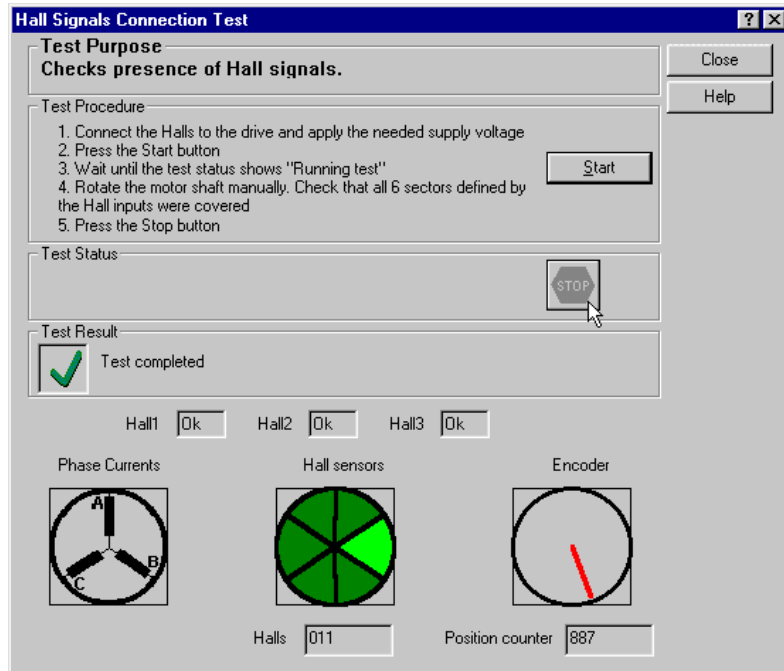 Hall Signals Connection Test
? X
Test Purpose
Checks presence of Hall signals.
Close
Help
Test Procedure
1. Connect the Halls to the drive and apply the needed supply voltage
2. Press the Start button
3. Wait until the test status shows "Running test"
4. Rotate the motor shaft manually. Check that all 6 sectors defined by
the Hall inputs were covered
5. Press the Stop button
Start
Test Status
STOP
Test Result
Test completed
Hall1 Ok Hall2 Ok Hall3 Ok
Phase Currents Hall sensors Encoder
A
B
C
Halls 011 Position counter 887